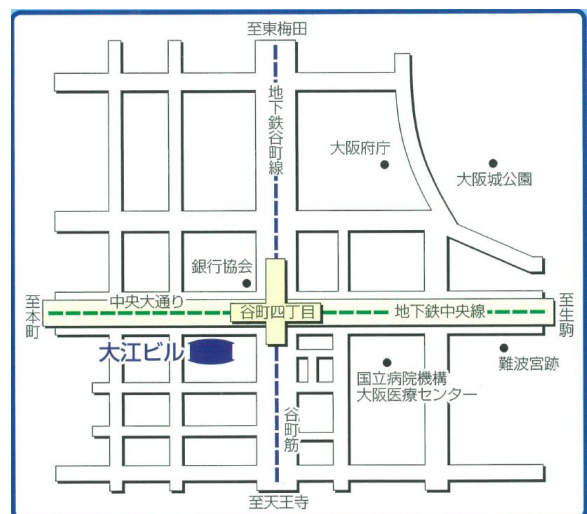 至東梅田
地下鉄谷町線
大阪府庁
大阪城公園
銀行協会
至本町
中央大通り
谷町四丁目
地下鉄中央線
至生駒
大江ビル
国立病院機構
大阪医療センター
難波宮跡
谷町筋
至天王寺